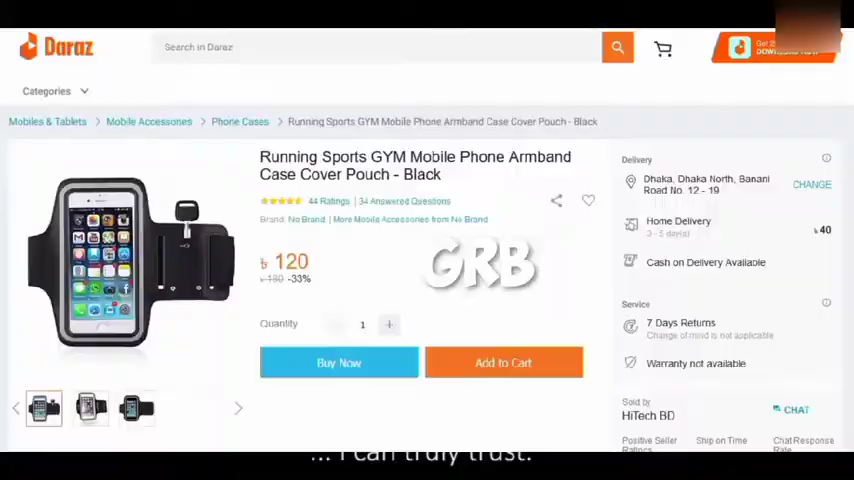 Daraz
Search in Daraz
DOWNLOAD NOW
Categories
Mobiles & Tablets
Mobile Accessories
Phone Cases
Running Sports GYM Mobile Phone Armband Case Cover Pouch - Black
Running Sports GYM Mobile Phone Armband
Case Cover Pouch - Black
44 Ratings | 34 Answered Questions
Brand: No Brand | More Mobile Accessories from No Brand
৳ 120
৳ 180 -33%
GRB
Quantity
1 +
Buy Now
Add to Cart
Delivery
Dhaka, Dhaka North, Banani
Road No. 12 - 19
CHANGE
Home Delivery
৳ 40
3 - 5 day(s)
Cash on Delivery Available
Service
7 Days Returns
Change of mind is not applicable
Warranty not available
Sold by
HiTech BD
CHAT
Positive Seller
Ratings
Ship on Time
Chat Response
Rate
... I can truly trust.